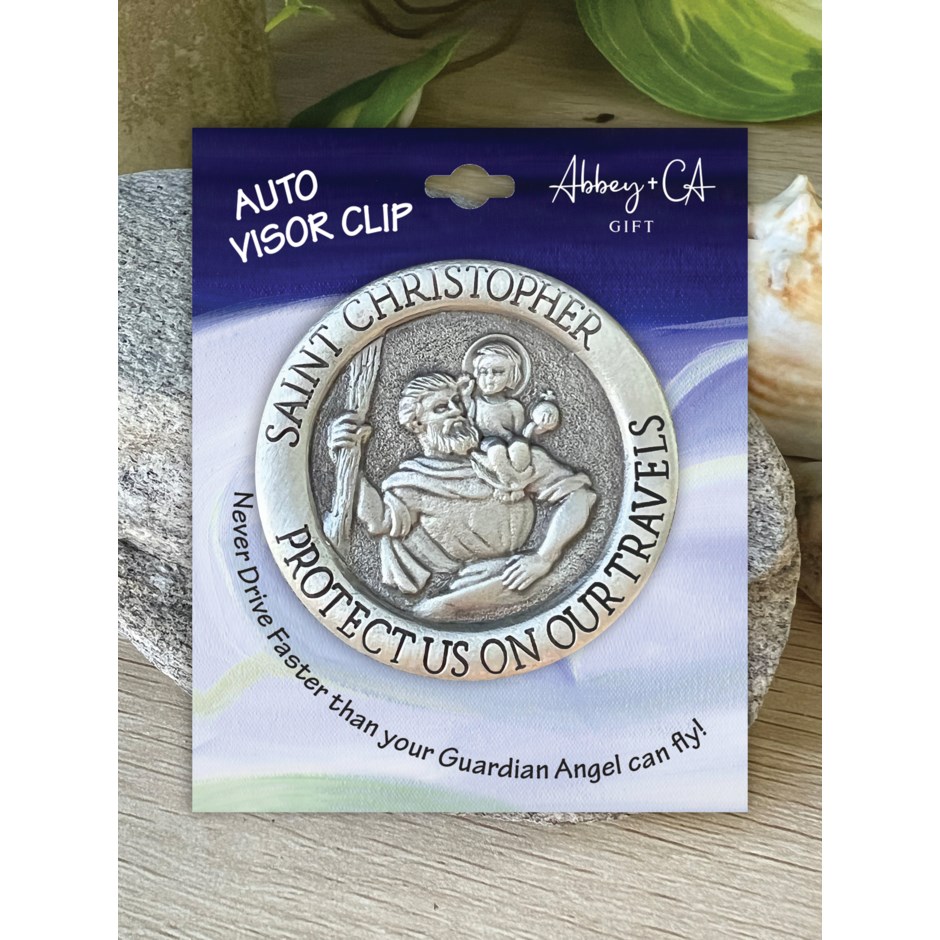 AUTO
VISOR CLIP
Abbey + CA
GIFT
SAINT CHRISTOPHER
PROTECT US ON OUR TRAVELS
Never Drive Faster than your Guardian Angel can fly!